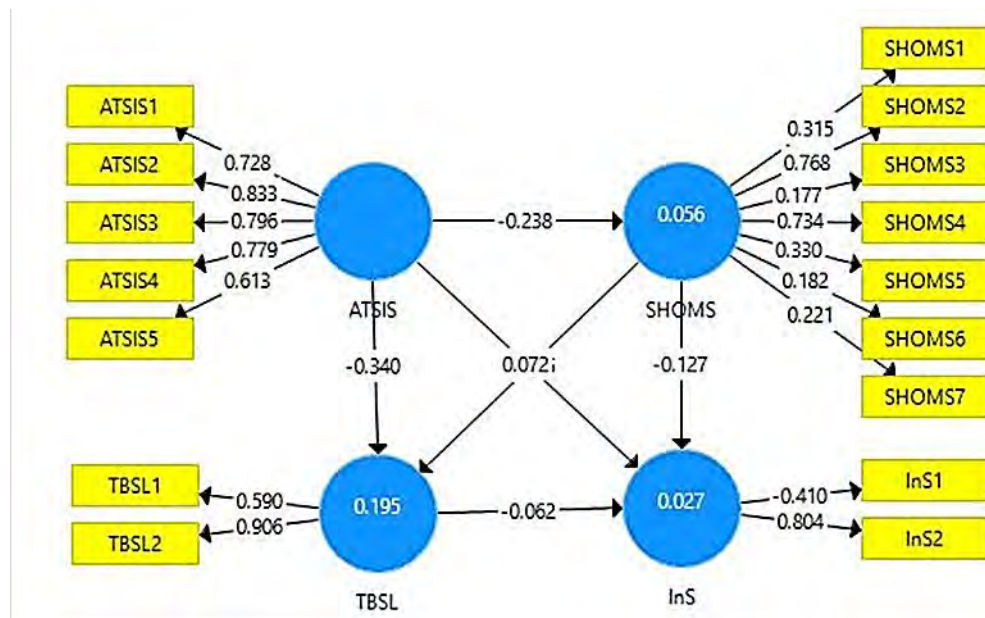 SHOMS1
ATSIS1
SHOMS2
ATSIS2
SHOMS3
ATSIS3
SHOMS4
ATSIS4
SHOMS5
ATSIS5
SHOMS6
SHOMS7
0.728
0.833
0.796
0.779
0.613
-0.238
0.056
0.315
0.768
0.177
0.734
0.330
0.182
0.221
ATSIS
SHOMS
-0.340
0.072
-0.127
TBSL1
TBSL2
0.590
0.906
0.195
-0.062
0.027
-0.410
0.804
InS1
InS2
TBSL
InS